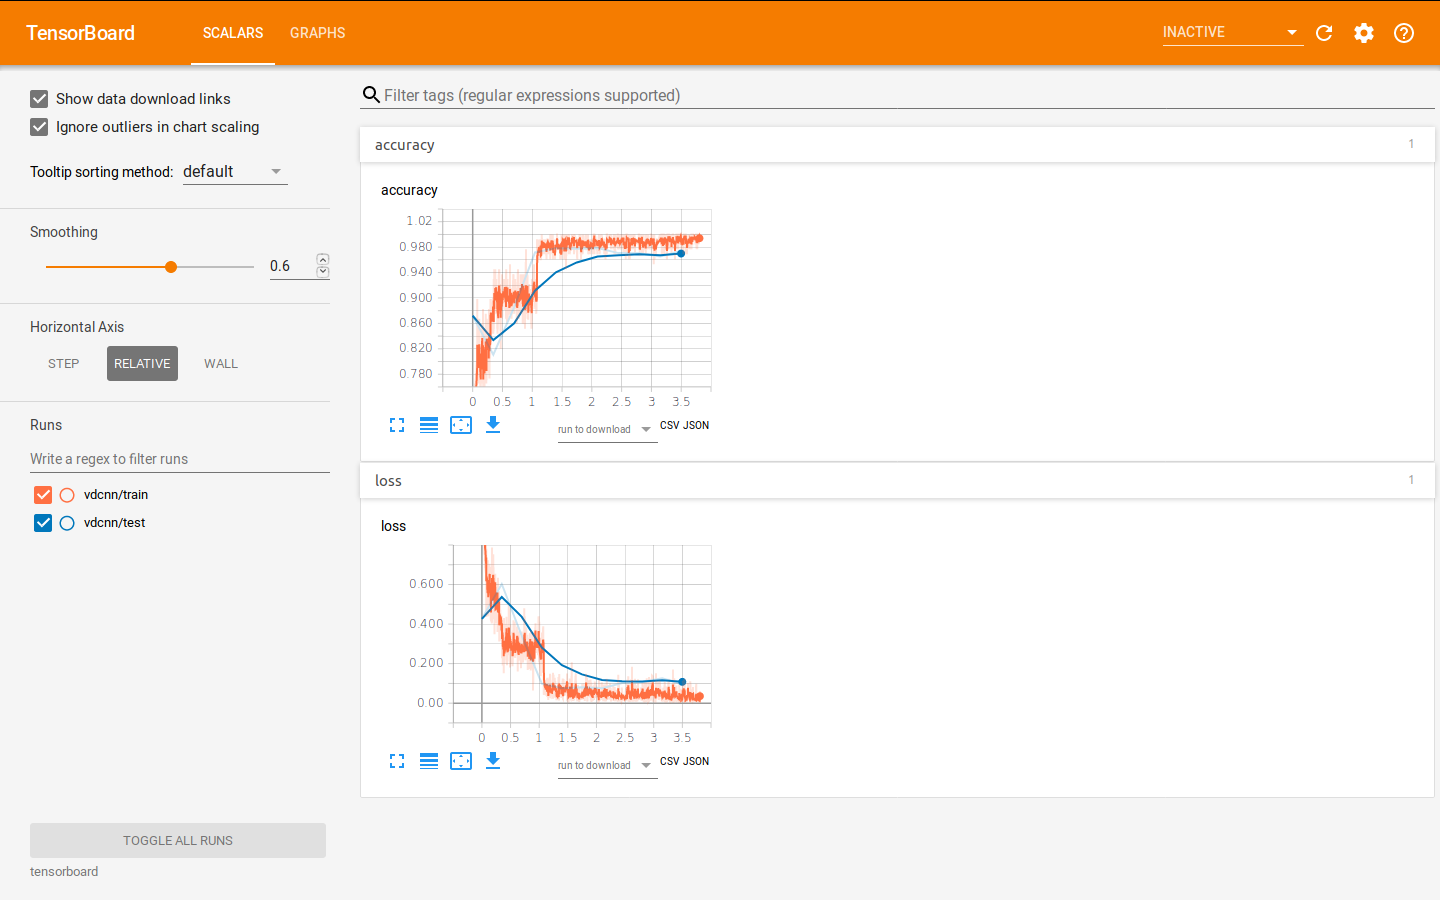 TensorBoard SCALARS GRAPHS INACTIVE
Show data download links
Ignore outliers in chart scaling
Tooltip sorting method: default
Smoothing
0.6
Horizontal Axis
STEP RELATIVE WALL
Runs
Write a regex to filter runs
vdcnn/train
vdcnn/test
TOGGLE ALL RUNS
tensorboard
Filter tags (regular expressions supported)
accuracy 1
accuracy
1.02
0.980
0.940
0.900
0.860
0.820
0.780
0 0.5 1 1.5 2 2.5 3 3.5
run to download CSV JSON
loss 1
loss
0.600
0.400
0.200
0.00
0 0.5 1 1.5 2 2.5 3 3.5
run to download CSV JSON